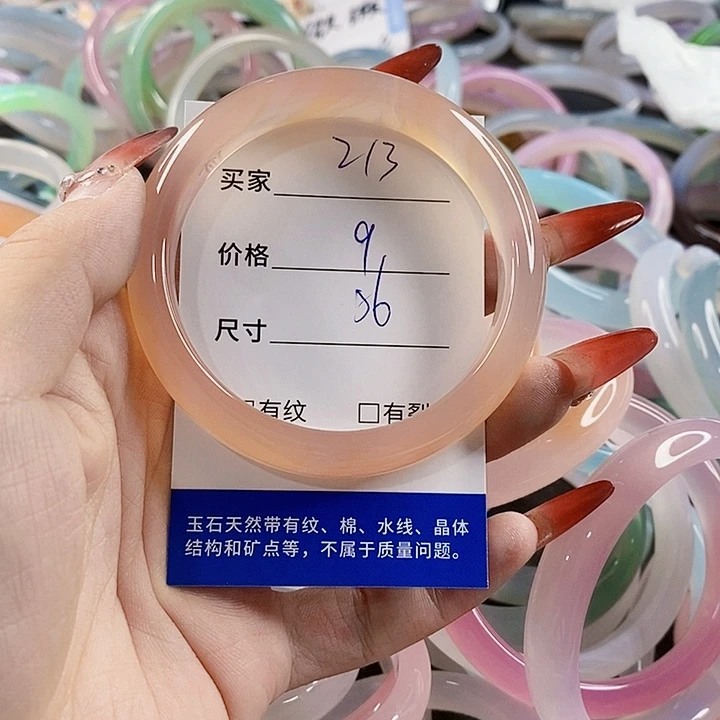 买家 213
价格 9
尺寸 56
有纹 □有裂
玉石天然带有纹、棉、水线、晶体
结构和矿点等，不属于质量问题。